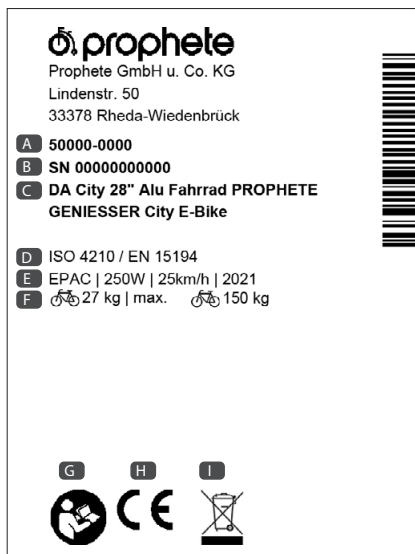 prophete
Prophete GmbH u. Co. KG
Lindenstr. 50
33378 Rheda-Wiedenbrück
A 50000-0000
B SN 00000000000
C DA City 28" Alu Fahrrad PROPHETE
GENIESSER City E-Bike
D ISO 4210 / EN 15194
E EPAC | 250W | 25km/h | 2021
F 27 kg | max. 150 kg
G H I
CE